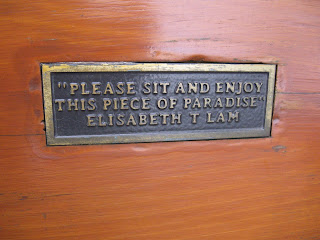 "PLEASE SIT AND ENJOY
THIS PIECE OF PARADISE"
ELISABETH T LAM